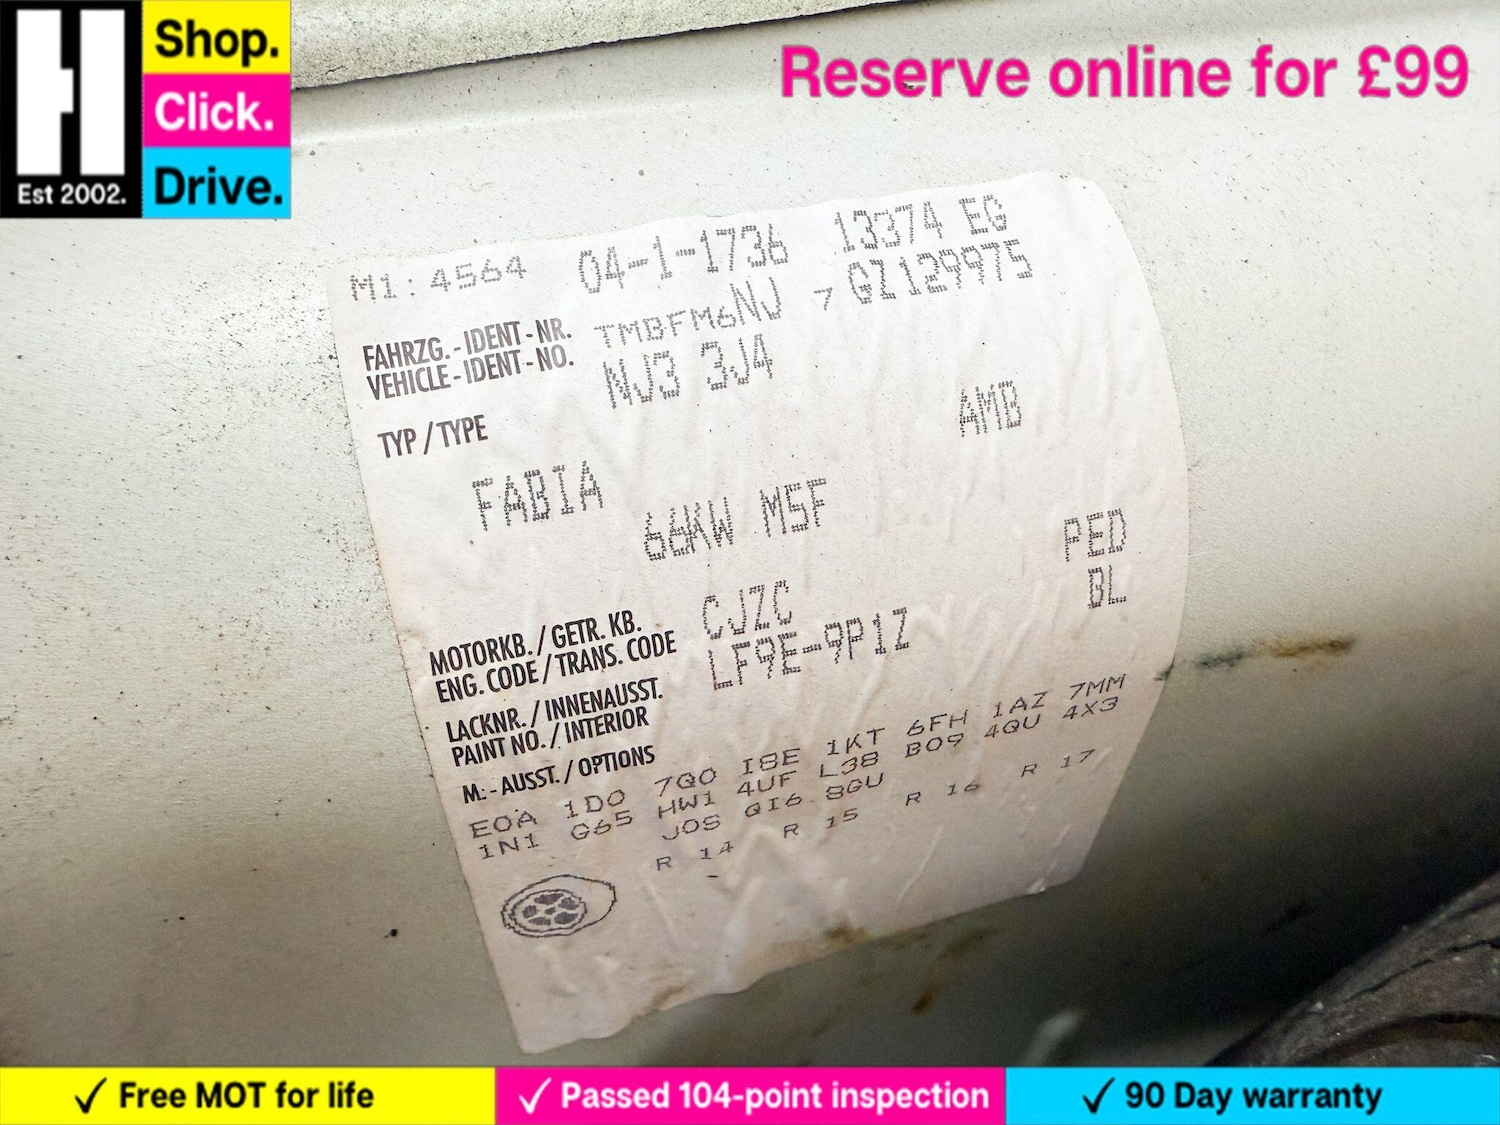 Shop.
Click.
Drive.
Est 2002.
Reserve online for £99
M1:4564 04-1-1736 13374 EG
FAHRZG.-IDENT-NR. TMBFM6NJ 7 GZ129975
VEHICLE-IDENT-NO. NJ3 3J4
TYP / TYPE
AMB
FABIA
66KW M5F
PED
MOTORKB. / GETR. KB. CJZC
ENG. CODE / TRANS. CODE
LACKNR. / INNENAUSST. LF9E-9P1Z
PAINT NO. / INTERIOR
M.-AUSST. / OPTIONS
E0A 1D0 7Q0 I8E 1KT 6FH 1AZ 7MM
1N1 G65 HW1 4UF L38 B09 4QU 4X3
J0S QI6 8GU
R 14 R 15 R 16 R 17
Free MOT for life
Passed 104-point inspection
90 Day warranty